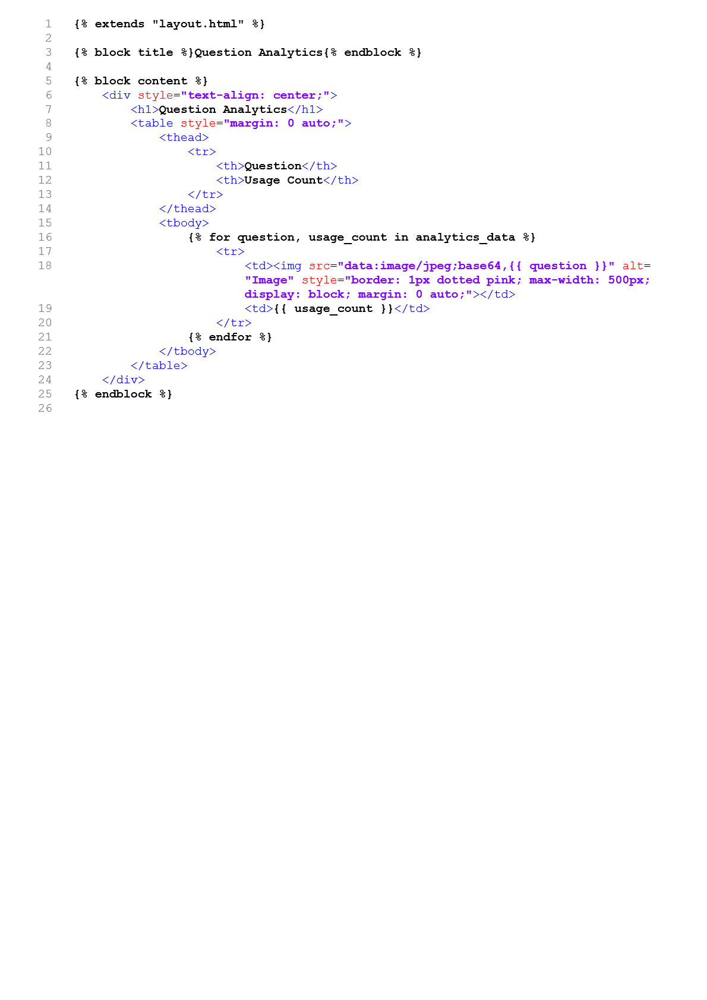 1 {% extends "layout.html" %}
2
3 {% block title %}Question Analytics{% endblock %}
4
5 {% block content %}
6 <div style="text-align: center;">
7 <h1>Question Analytics</h1>
8 <table style="margin: 0 auto;">
9 <thead>
10 <tr>
11 <th>Question</th>
12 <th>Usage Count</th>
13 </tr>
14 </thead>
15 <tbody>
16 {% for question, usage_count in analytics_data %}
17 <tr>
18 <td><img src="data:image/jpeg;base64,{{ question }}" alt=
"Image" style="border: 1px dotted pink; max-width: 500px;
display: block; margin: 0 auto;"></td>
19 <td>{{ usage_count }}</td>
20 </tr>
21 {% endfor %}
22 </tbody>
23 </table>
24 </div>
25 {% endblock %}
26